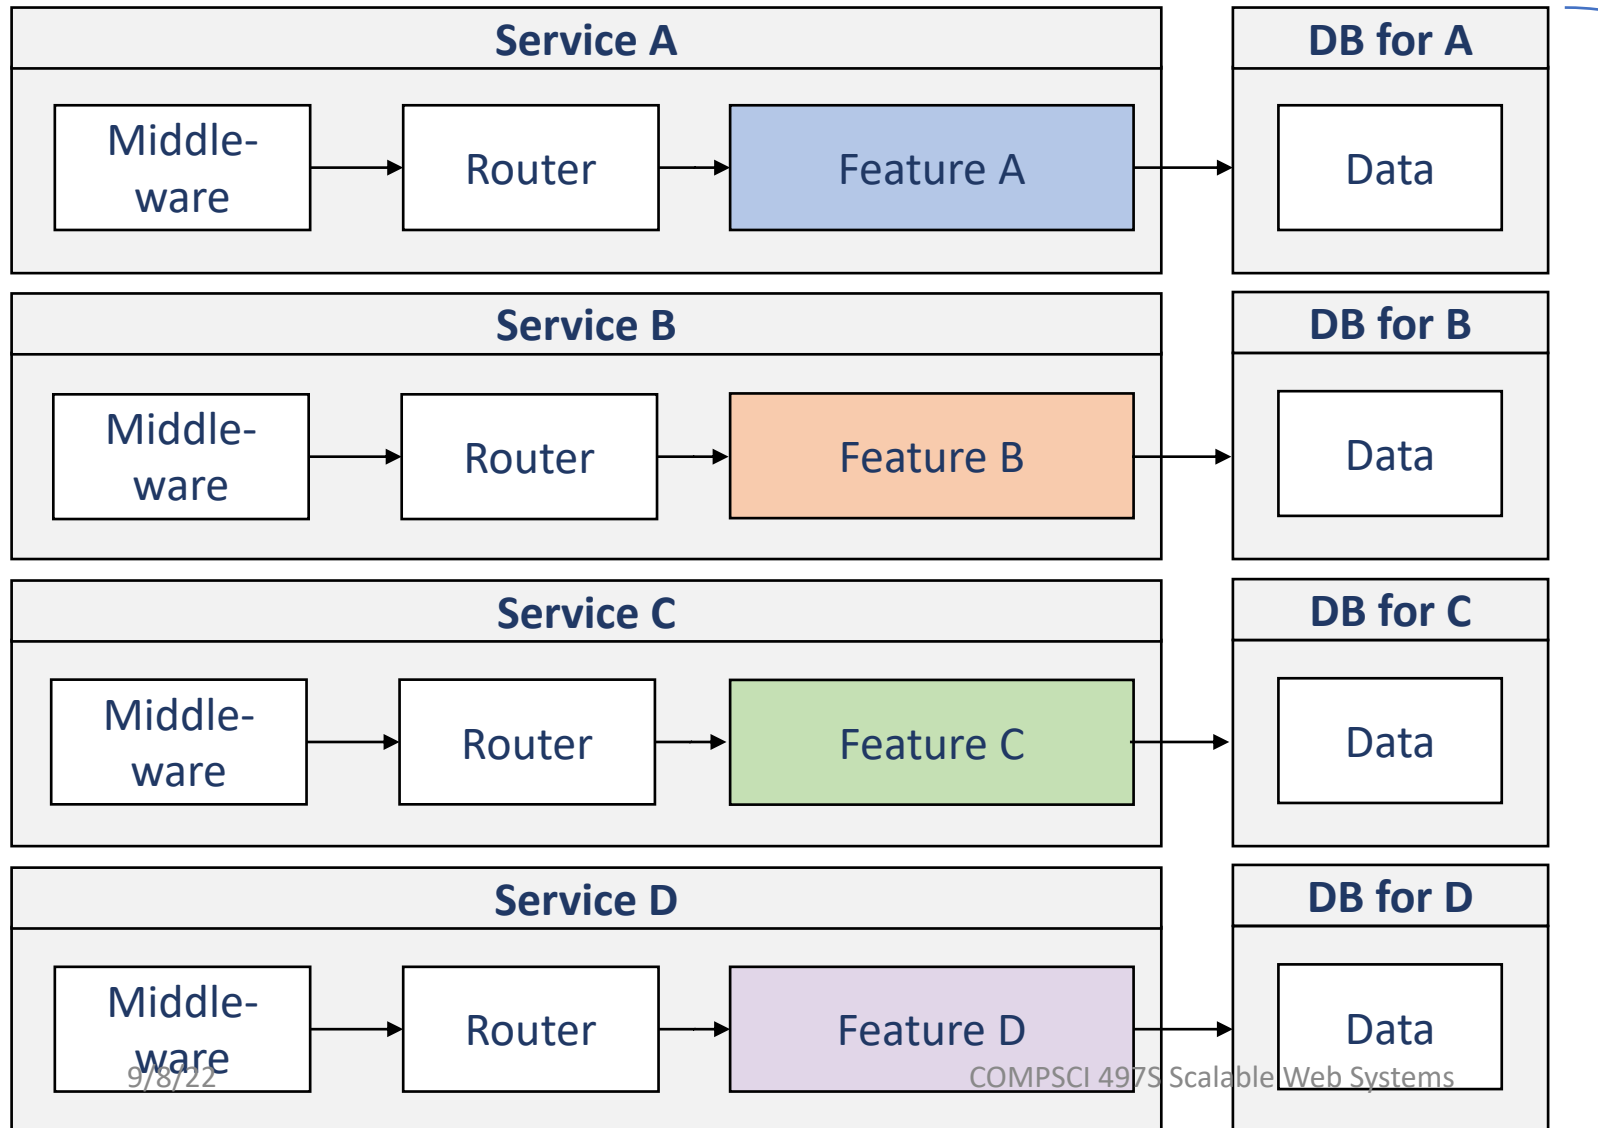 Service A
DB for A
Middle-
ware
Router
Feature A
Data
Service B
DB for B
Middle-
ware
Router
Feature B
Data
Service C
DB for C
Middle-
ware
Router
Feature C
Data
Service D
DB for D
Middle-
ware
Router
Feature D
Data
9/8/22
COMPSCI 497S Scalable Web Systems